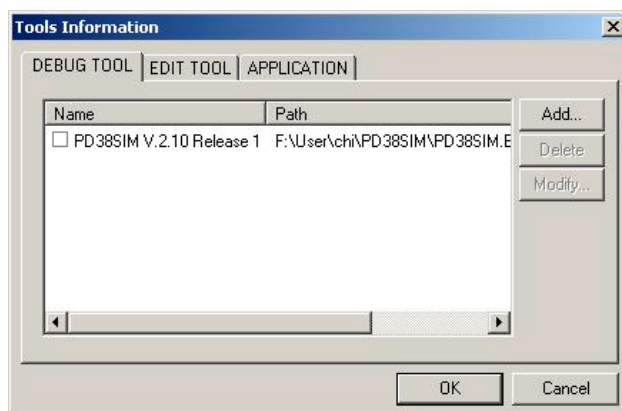 Tools Information
DEBUG TOOL EDIT TOOL APPLICATION
Name Path
PD38SIM V.2.10 Release 1 F:\User\chi\PD38SIM\PD38SIM.E
Add...
Delete
Modify...
OK Cancel